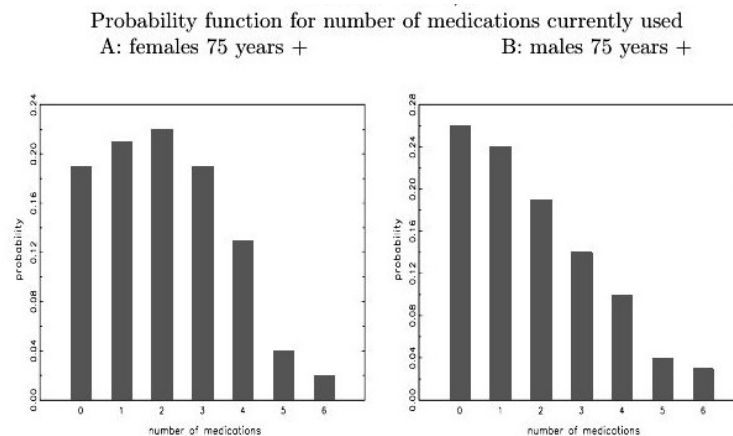 Probability function for number of medications currently used
A: females 75 years +
B: males 75 years +
0.24
0.20
0.16
0.12
0.08
0.04
0.00
probability
0 1 2 3 4 5 6
number of medications
0.28
0.24
0.20
0.16
0.12
0.08
0.04
0.00
probability
0 1 2 3 4 5 6
number of medications